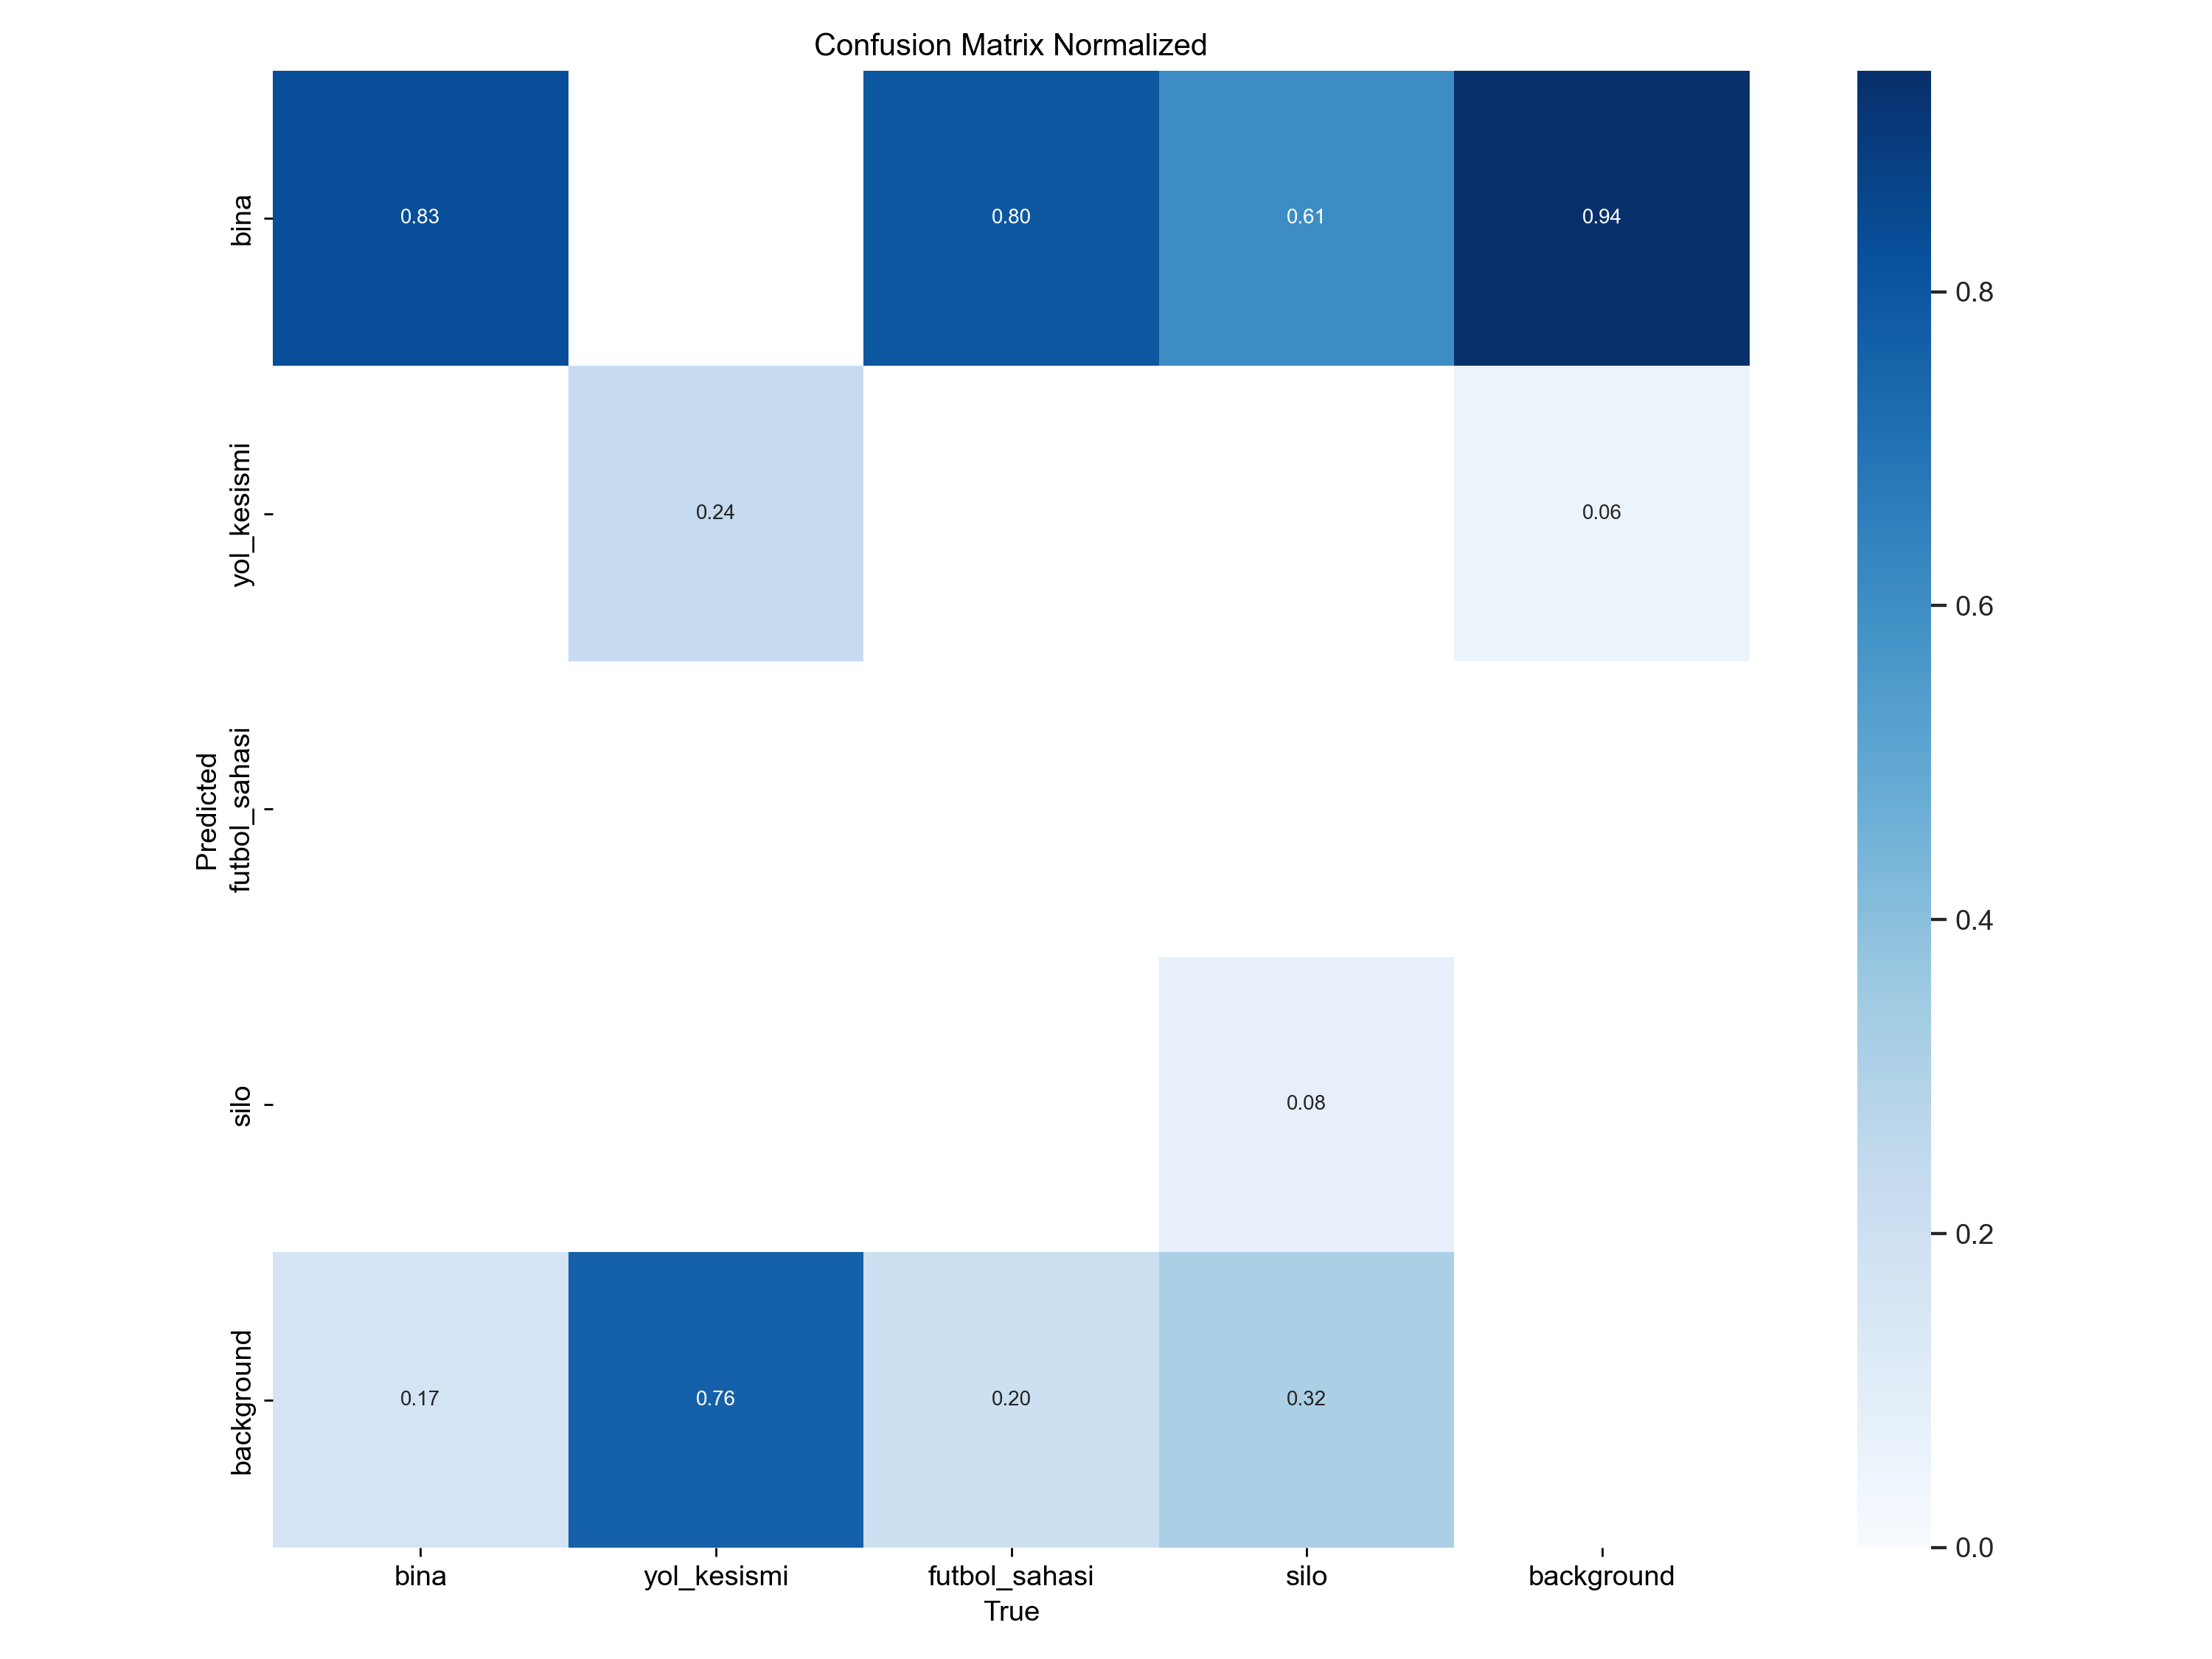 Confusion Matrix Normalized
bina
0.83
0.80
0.61
0.94
yol_kesismi
0.24
0.06
futbol_sahasi
silo
0.08
background
0.17
0.76
0.20
0.32
Predicted
bina
yol_kesismi
futbol_sahasi
silo
background
True
0.8
0.6
0.4
0.2
0.0